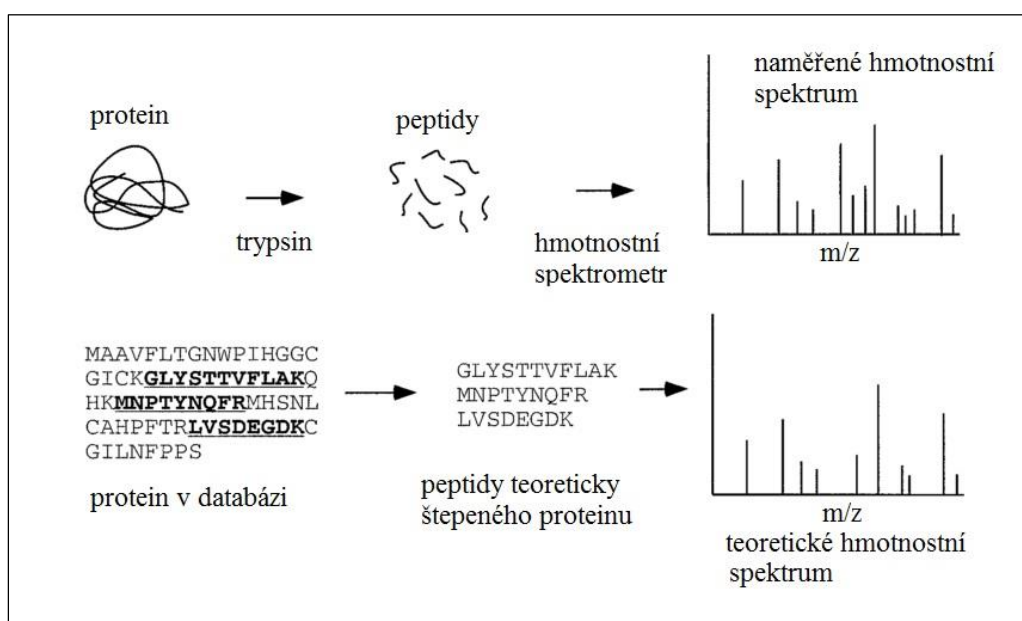 protein
trypsin
peptidy
hmotnostní
spektrometr
naměřené hmotnostní
spektrum
m/z
MAAVFLTGNWPIHGGC
GICKGLYSTTVFLAKQ
HKMNPTYNQFRMHSNL
CAHPFTRLVSDEGDKC
GILNFPPS
protein v databázi
GLYSTTVFLAK
MNPTYNQFR
LVSDEGDK
peptidy teoreticky
štepeného proteinu
m/z
teoretické hmotnostní
spektrum